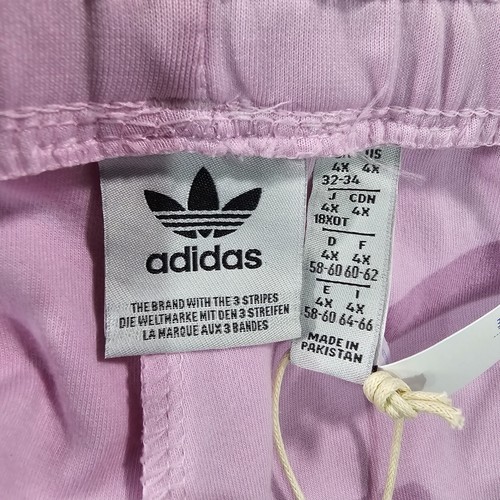 adidas
THE BRAND WITH THE 3 STRIPES
DIE WELTMARKE MIT DEN 3 STREIFEN
LA MARQUE AUX 3 BANDES
US
4X 4X
32-34
J CDN
4X 4X
18XOT
D F
4X 4X
58-60 60-62
E I
4X 4X
58-60 64-66
MADE IN
PAKISTAN